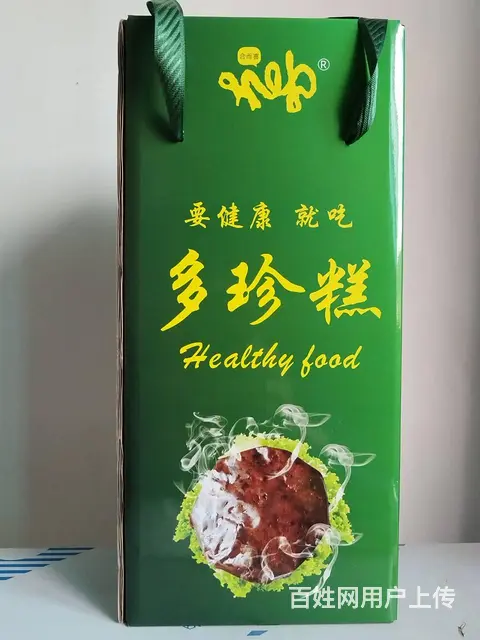 ®
要健康 就吃
多珍糕
Healthy food
百姓网用户上传